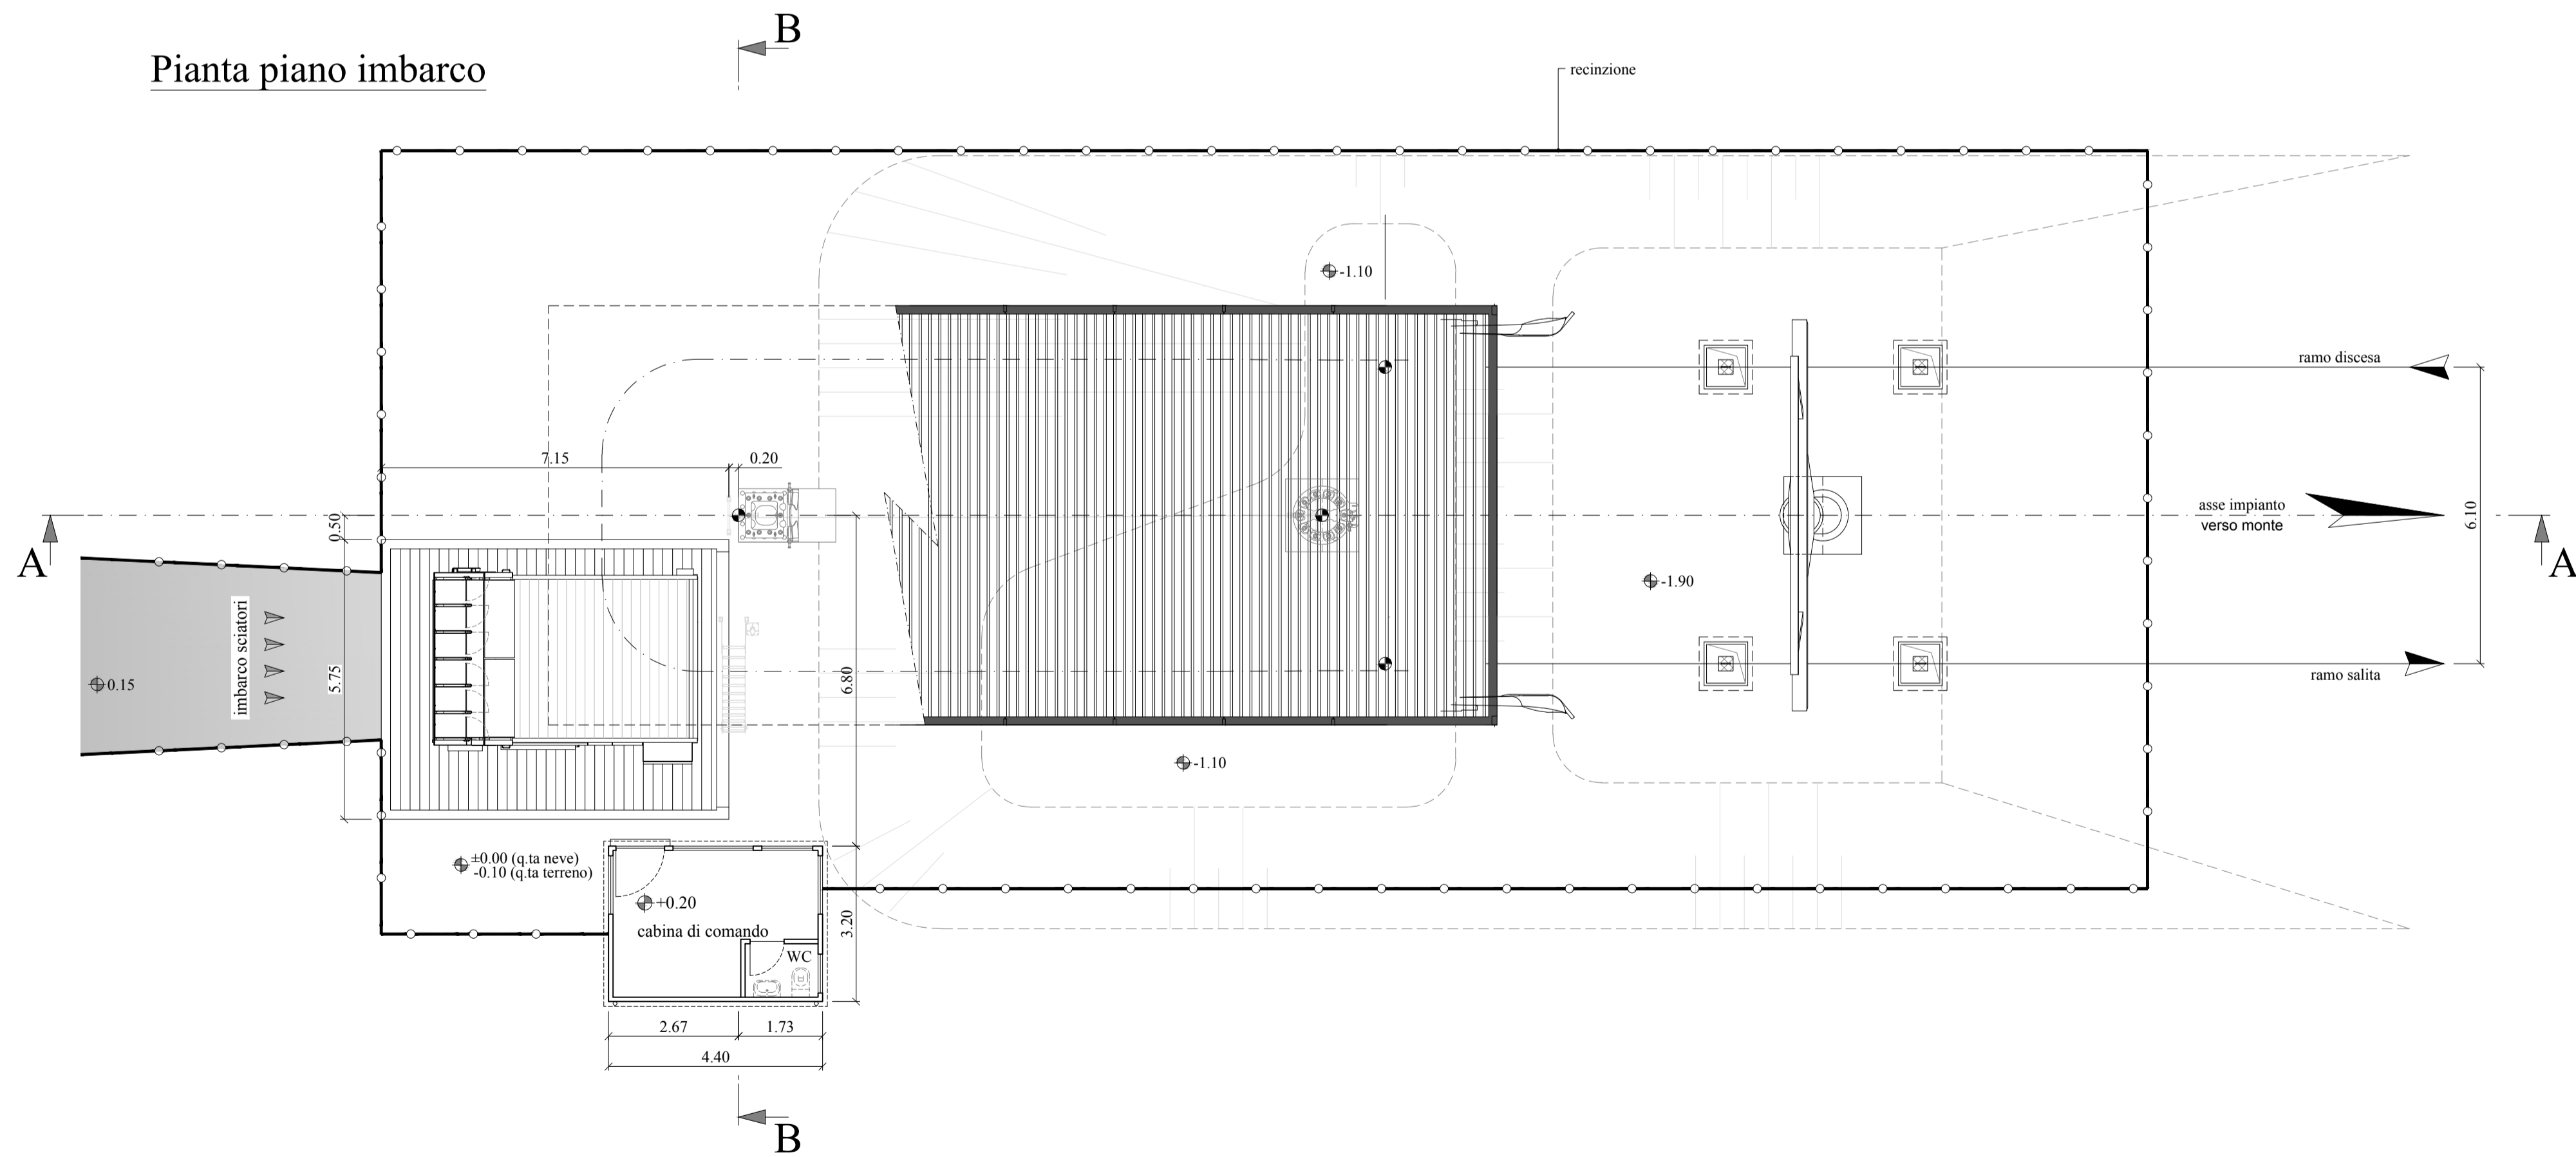 B
Pianta piano imbarco
recinzione
-1.10
ramo discesa
7.15
0.20
asse impianto
verso monte
6.10
0.50
A
A
-1.90
imbarco sciatori
0.15
5.75
6.80
ramo salita
-1.10
±0.00 (q.ta neve)
-0.10 (q.ta terreno)
+0.20
cabina di comando
3.20
WC
2.67
1.73
4.40
B